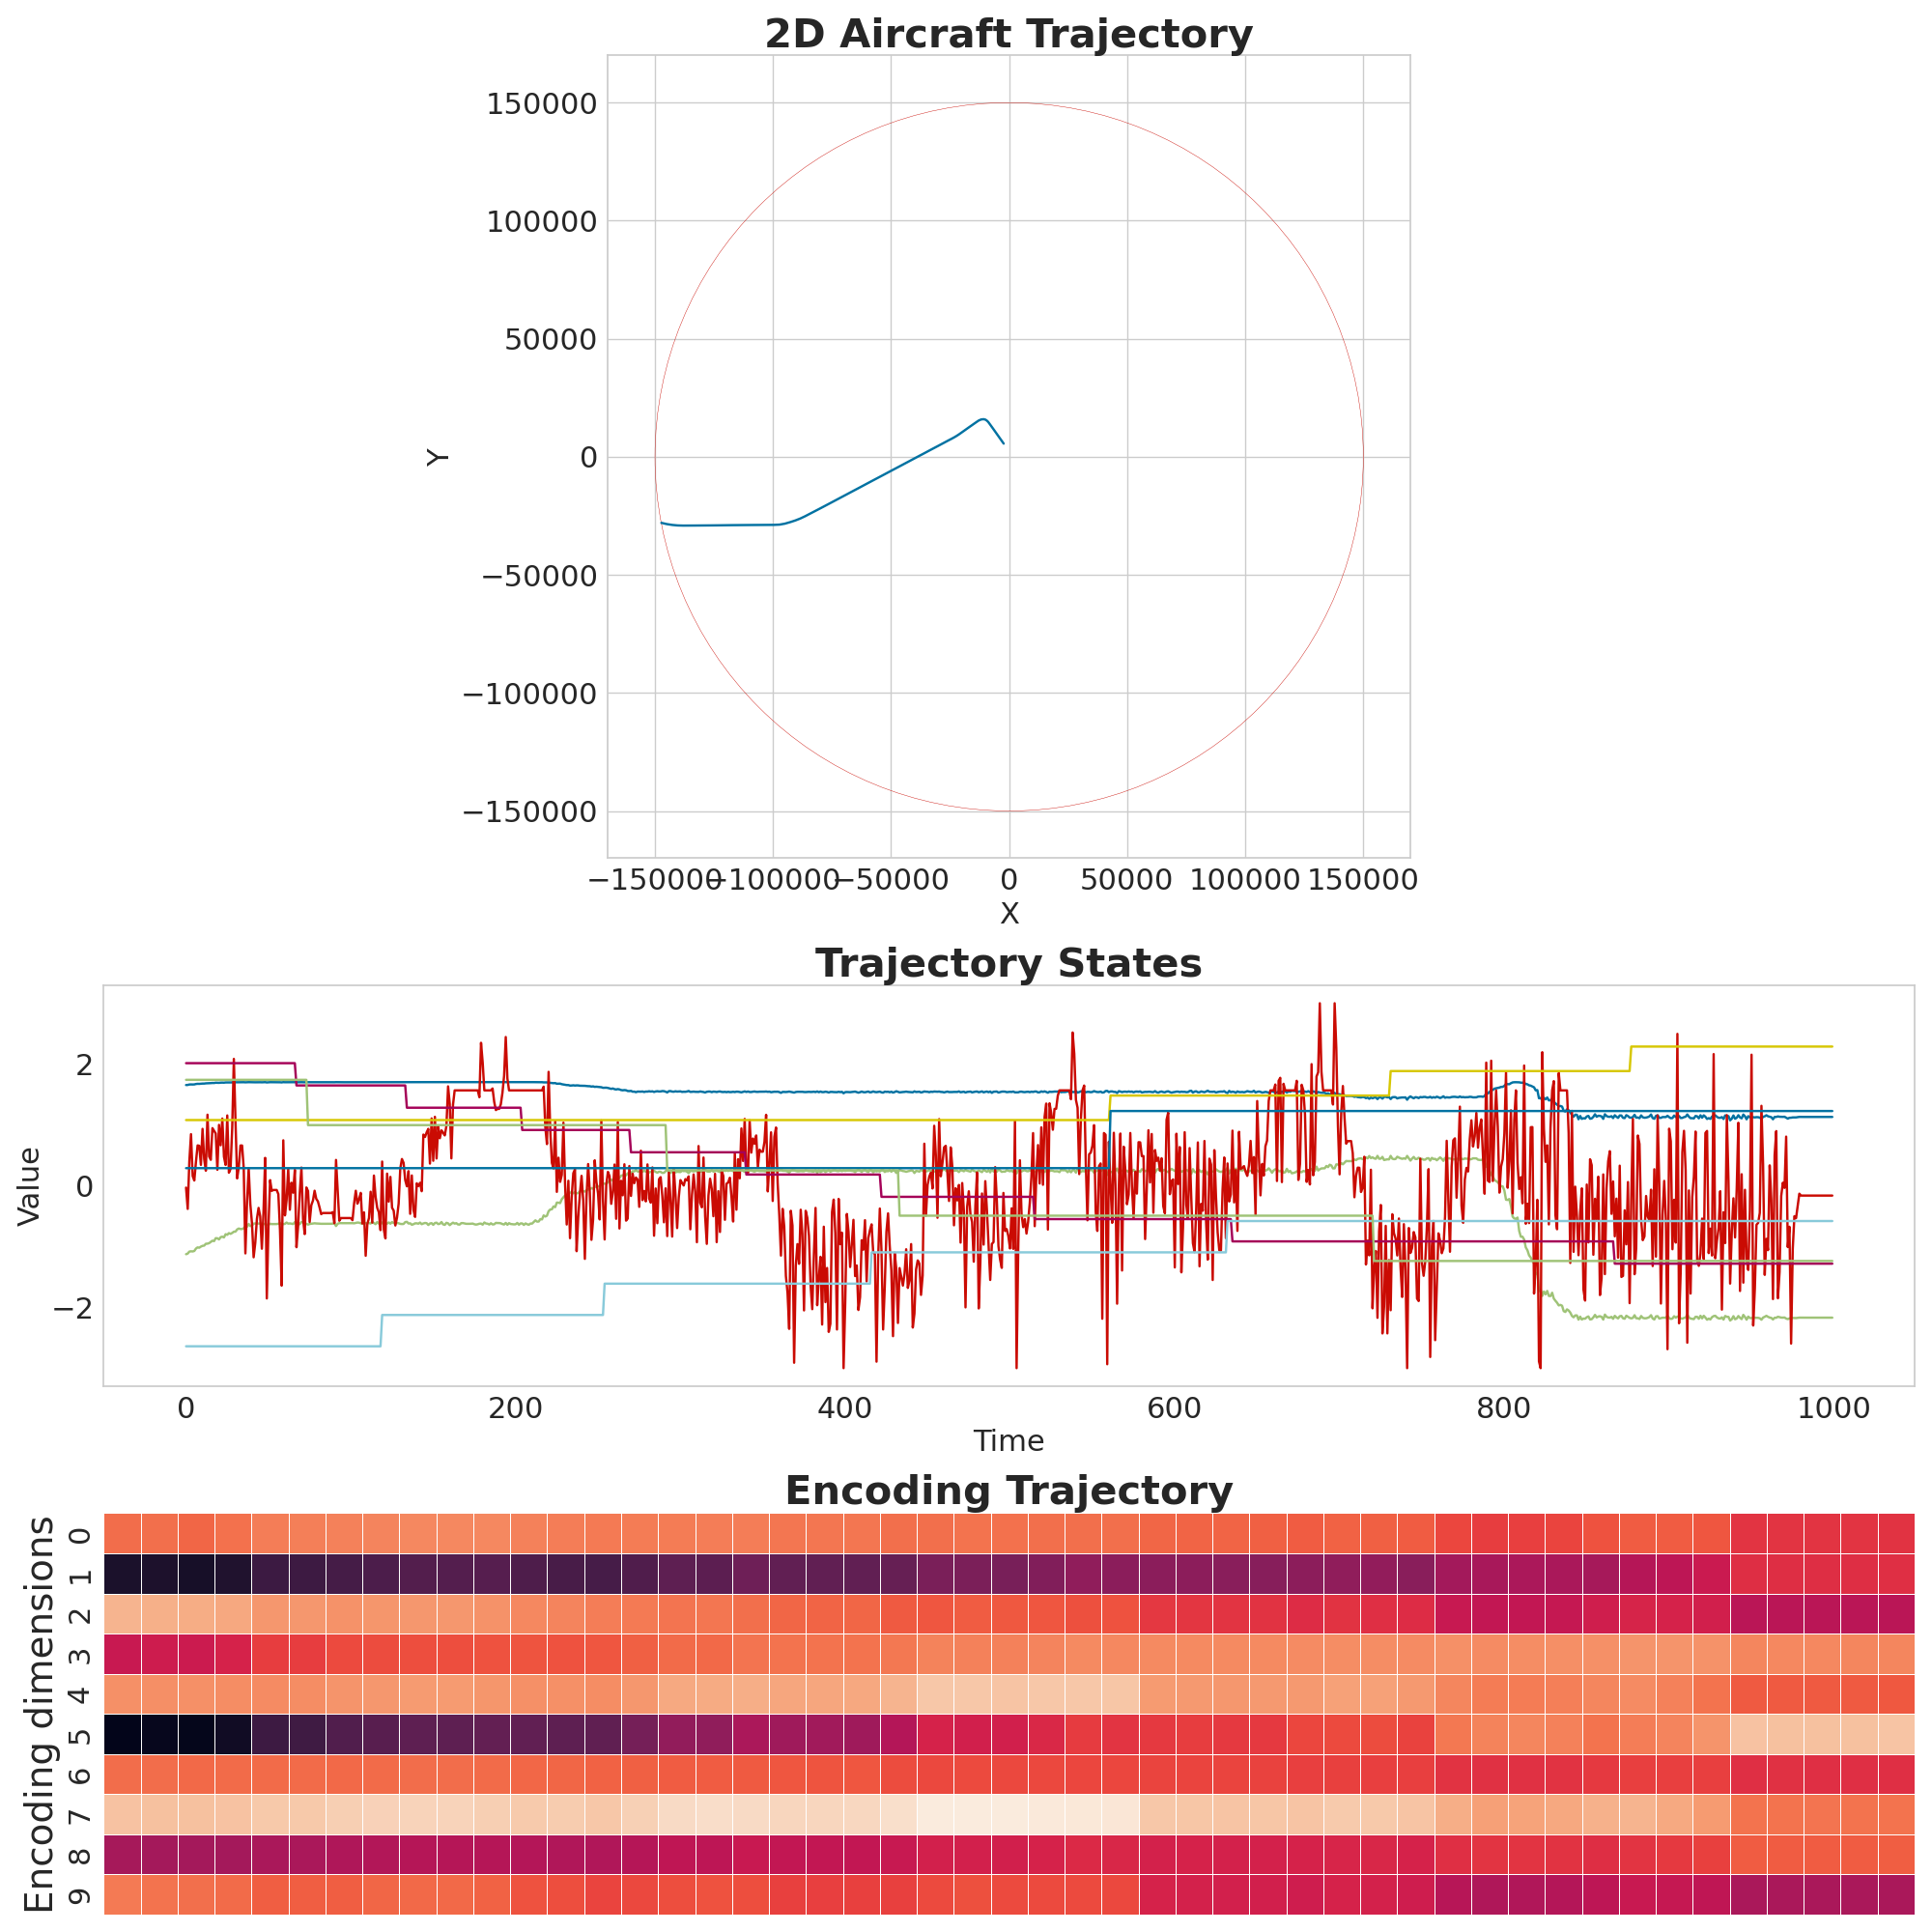 2D Aircraft Trajectory
150000
100000
50000
0
−50000
−100000
−150000
Y
−150000 −100000 −50000 0 50000 100000 150000
X
Trajectory States
2
0
−2
Value
0 200 400 600 800 1000
Time
Encoding Trajectory
Encoding dimensions
0
1
2
3
4
5
6
7
8
9